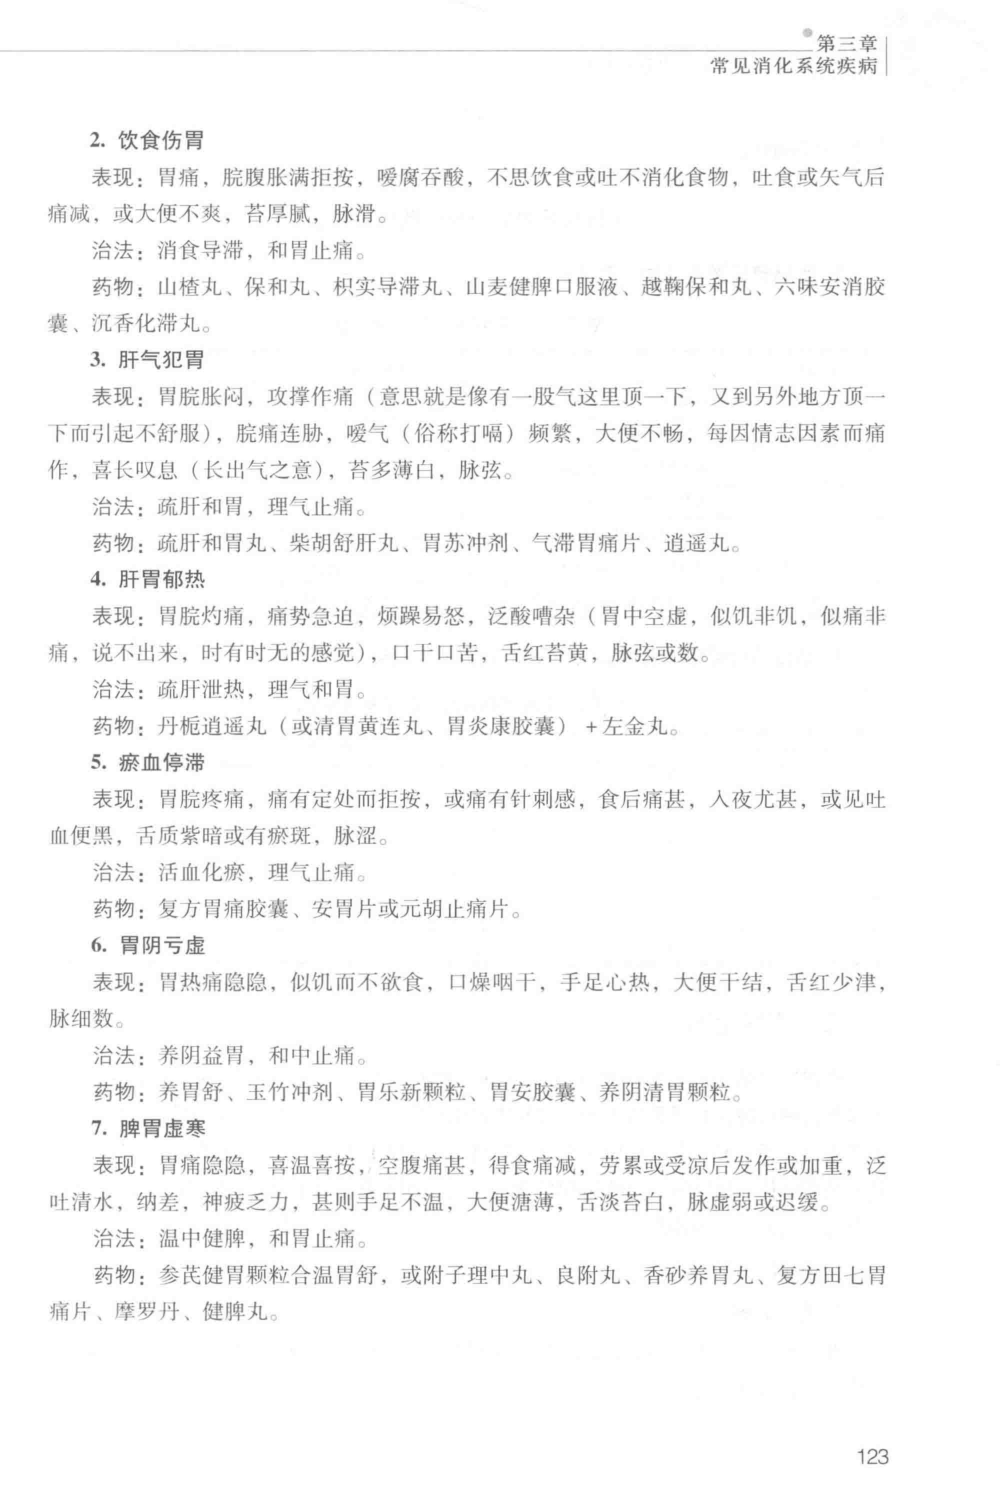 第三章
常见消化系统疾病
2. 饮食伤胃
表现：胃痛，脘腹胀满拒按，嗳腐吞酸，不思饮食或吐不消化食物，吐食或矢气后
痛减，或大便不爽，苔厚腻，脉滑。
治法：消食导滞，和胃止痛。
药物：山楂丸、保和丸、枳实导滞丸、山麦健脾口服液、越鞠保和丸、六味安消胶
囊、沉香化滞丸。
3. 肝气犯胃
表现：胃脘胀闷，攻撑作痛（意思就是像有一股气这里顶一下，又到另外地方顶一
下而引起不舒服），脘痛连胁，嗳气（俗称打嗝）频繁，大便不畅，每因情志因素而痛
作，喜长叹息（长出气之意），苔多薄白，脉弦。
治法：疏肝和胃，理气止痛。
药物：疏肝和胃丸、柴胡舒肝丸、胃苏冲剂、气滞胃痛片、逍遥丸。
4. 肝胃郁热
表现：胃脘灼痛，痛势急迫，烦躁易怒，泛酸嘈杂（胃中空虚，似饥非饥，似痛非
痛，说不出来，时有时无的感觉），口干口苦，舌红苔黄，脉弦或数。
治法：疏肝泄热，理气和胃。
药物：丹栀逍遥丸（或清胃黄连丸、胃炎康胶囊）+左金丸。
5. 瘀血停滞
表现：胃脘疼痛，痛有定处而拒按，或痛有针刺感，食后痛甚，入夜尤甚，或见吐
血便黑，舌质紫暗或有瘀斑，脉涩。
治法：活血化瘀，理气止痛。
药物：复方胃痛胶囊、安胃片或元胡止痛片。
6. 胃阴亏虚
表现：胃热痛隐隐，似饥而不欲食，口燥咽干，手足心热，大便干结，舌红少津，
脉细数。
治法：养阴益胃，和中止痛。
药物：养胃舒、玉竹冲剂、胃乐新颗粒、胃安胶囊、养阴清胃颗粒。
7. 脾胃虚寒
表现：胃痛隐隐，喜温喜按，空腹痛甚，得食痛减，劳累或受凉后发作或加重，泛
吐清水，纳差，神疲乏力，甚则手足不温，大便溏薄，舌淡苔白，脉虚弱或迟缓。
治法：温中健脾，和胃止痛。
药物：参芪健胃颗粒合温胃舒，或附子理中丸、良附丸、香砂养胃丸、复方田七胃
痛片、摩罗丹、健脾丸。
123